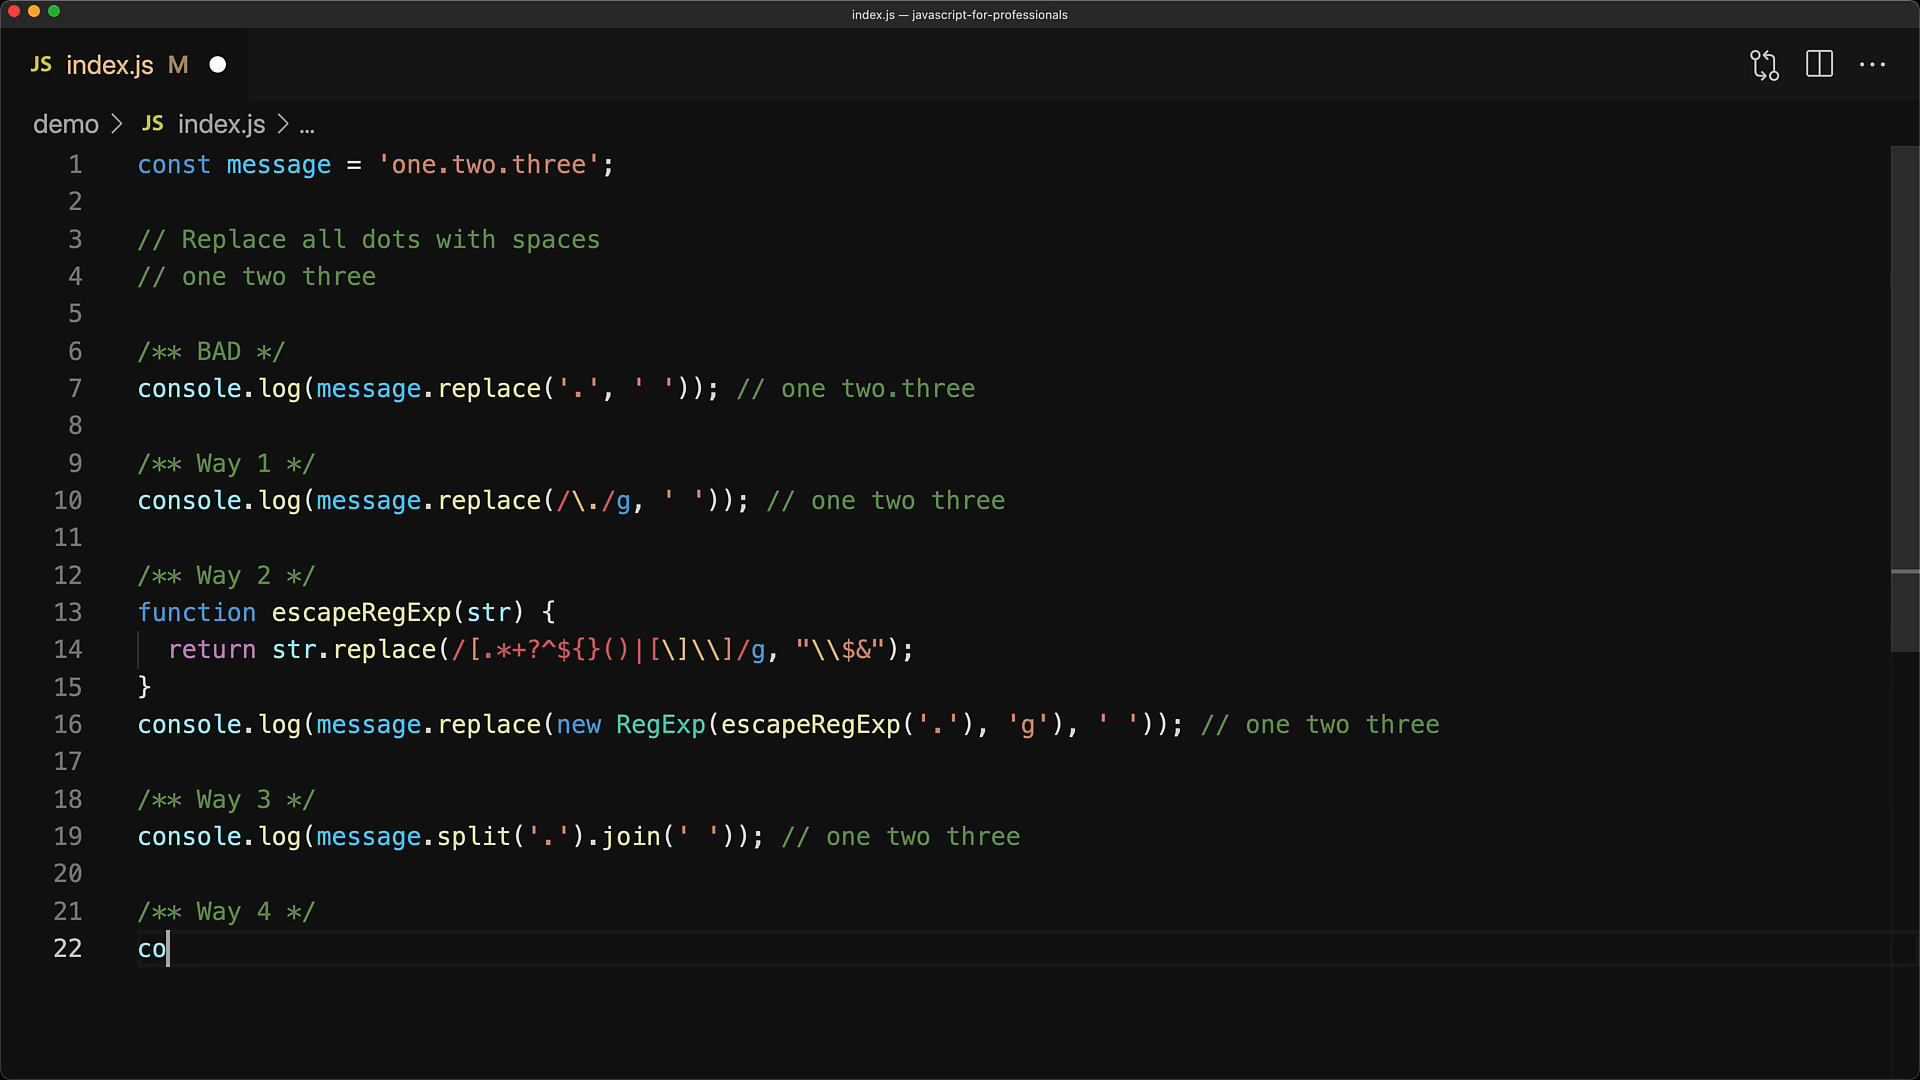 index.js — javascript-for-professionals
JS index.js M
demo > JS index.js > ...
1 const message = 'one.two.three';
2
3 // Replace all dots with spaces
4 // one two three
5
6 /** BAD */
7 console.log(message.replace('.', ' ')); // one two.three
8
9 /** Way 1 */
10 console.log(message.replace(/\./g, ' ')); // one two three
11
12 /** Way 2 */
13 function escapeRegExp(str) {
14   return str.replace(/[.*+?^${}()|[\]\\]/g, "\\$&");
15 }
16 console.log(message.replace(new RegExp(escapeRegExp('.'), 'g'), ' ')); // one two three
17
18 /** Way 3 */
19 console.log(message.split('.').join(' ')); // one two three
20
21 /** Way 4 */
22 co